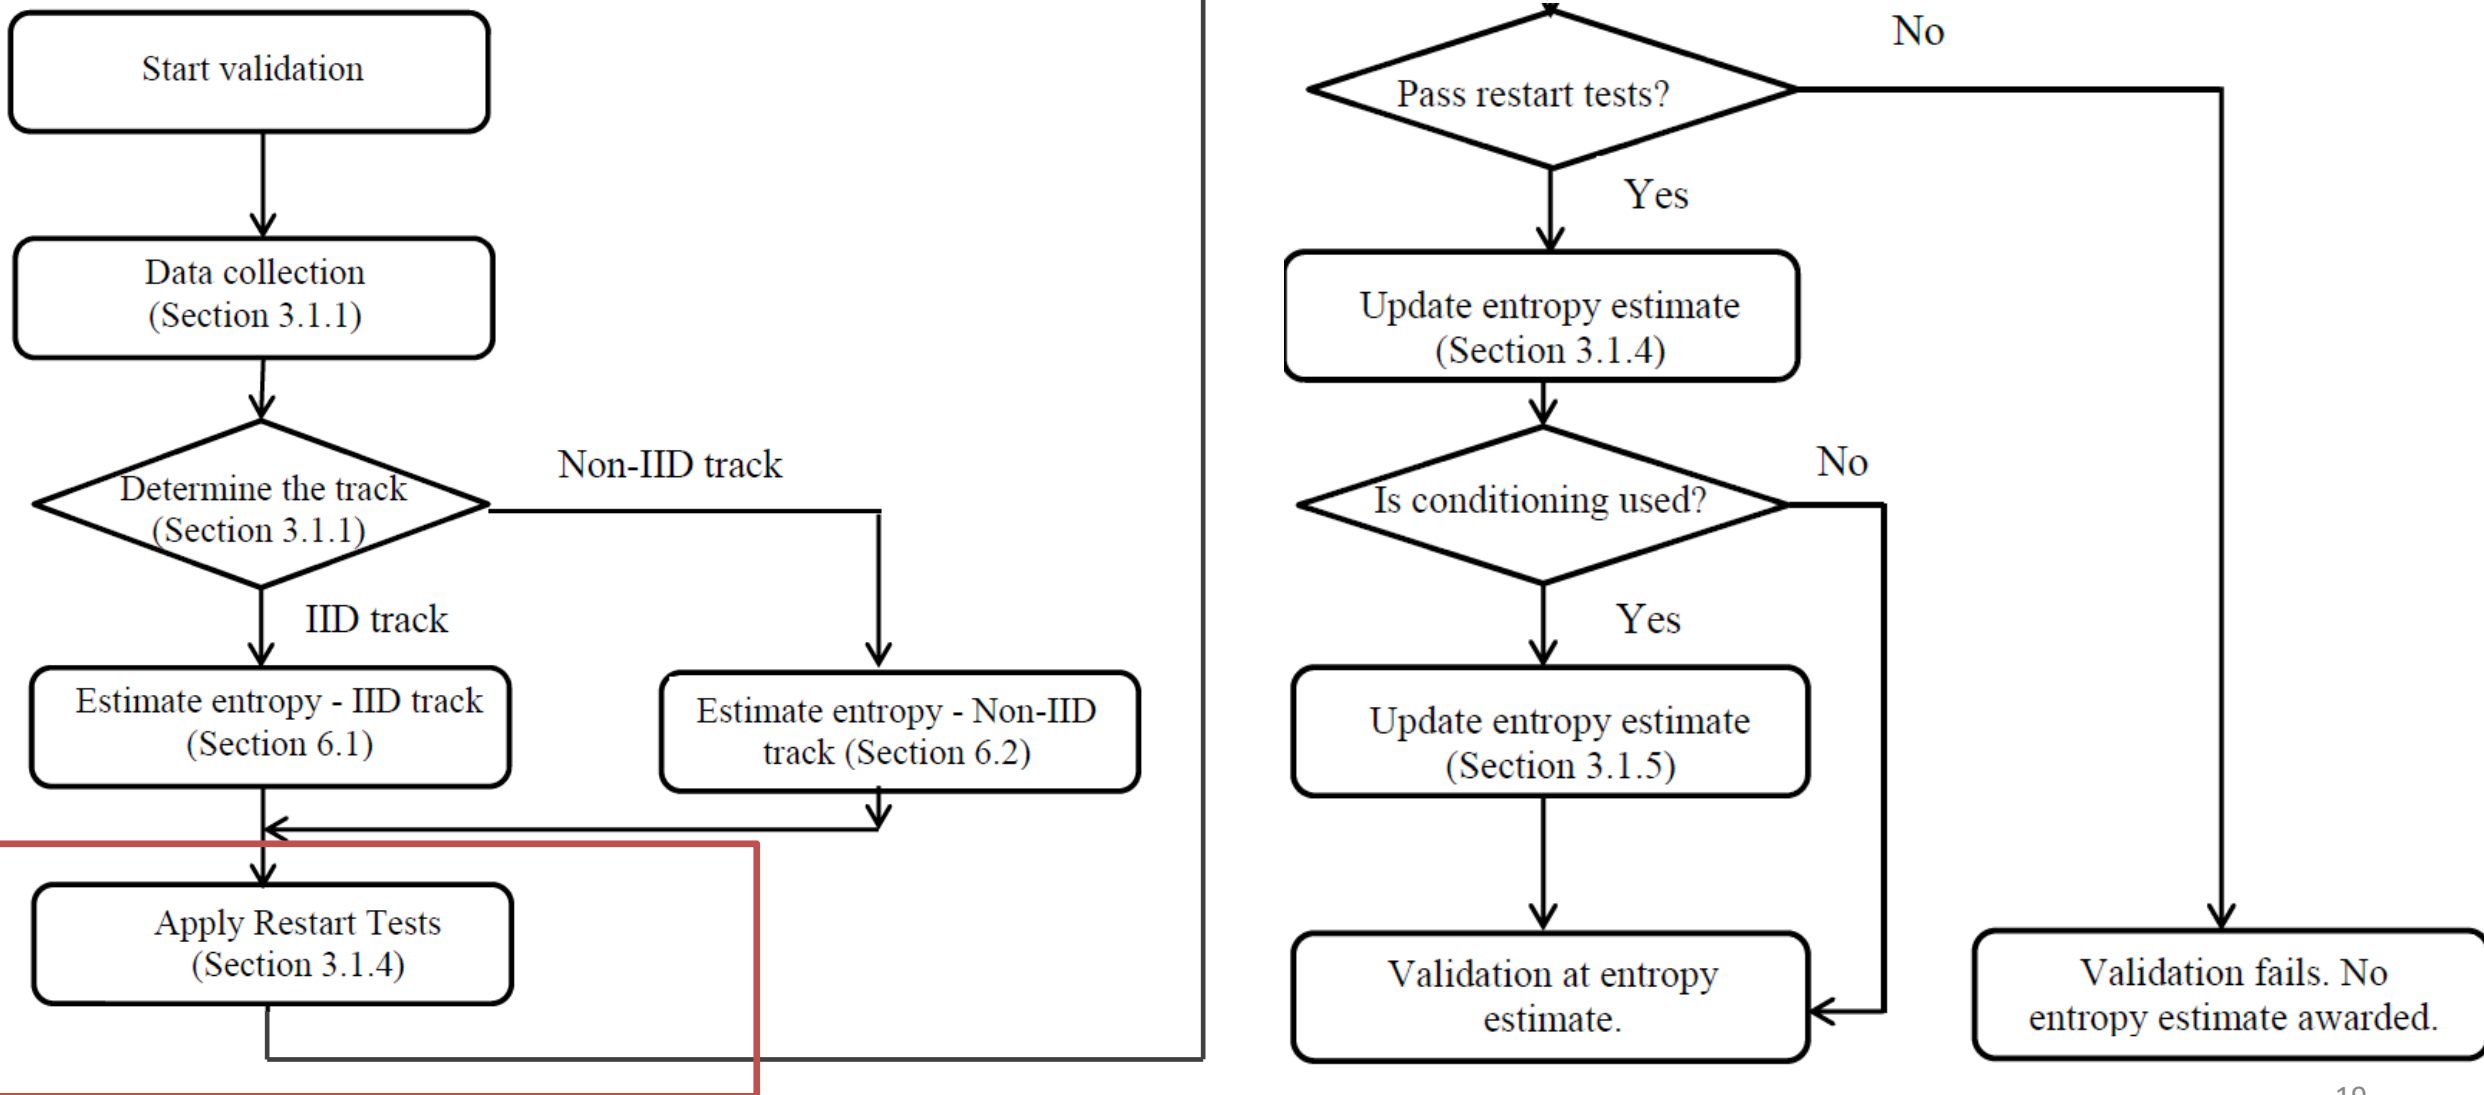 Start validation
Data collection
(Section 3.1.1)
Determine the track
(Section 3.1.1)
Non-IID track
IID track
Estimate entropy - IID track
(Section 6.1)
Estimate entropy - Non-IID
track (Section 6.2)
Apply Restart Tests
(Section 3.1.4)
Pass restart tests?
No
Yes
Update entropy estimate
(Section 3.1.4)
Is conditioning used?
No
Yes
Update entropy estimate
(Section 3.1.5)
Validation at entropy
estimate.
Validation fails. No
entropy estimate awarded.